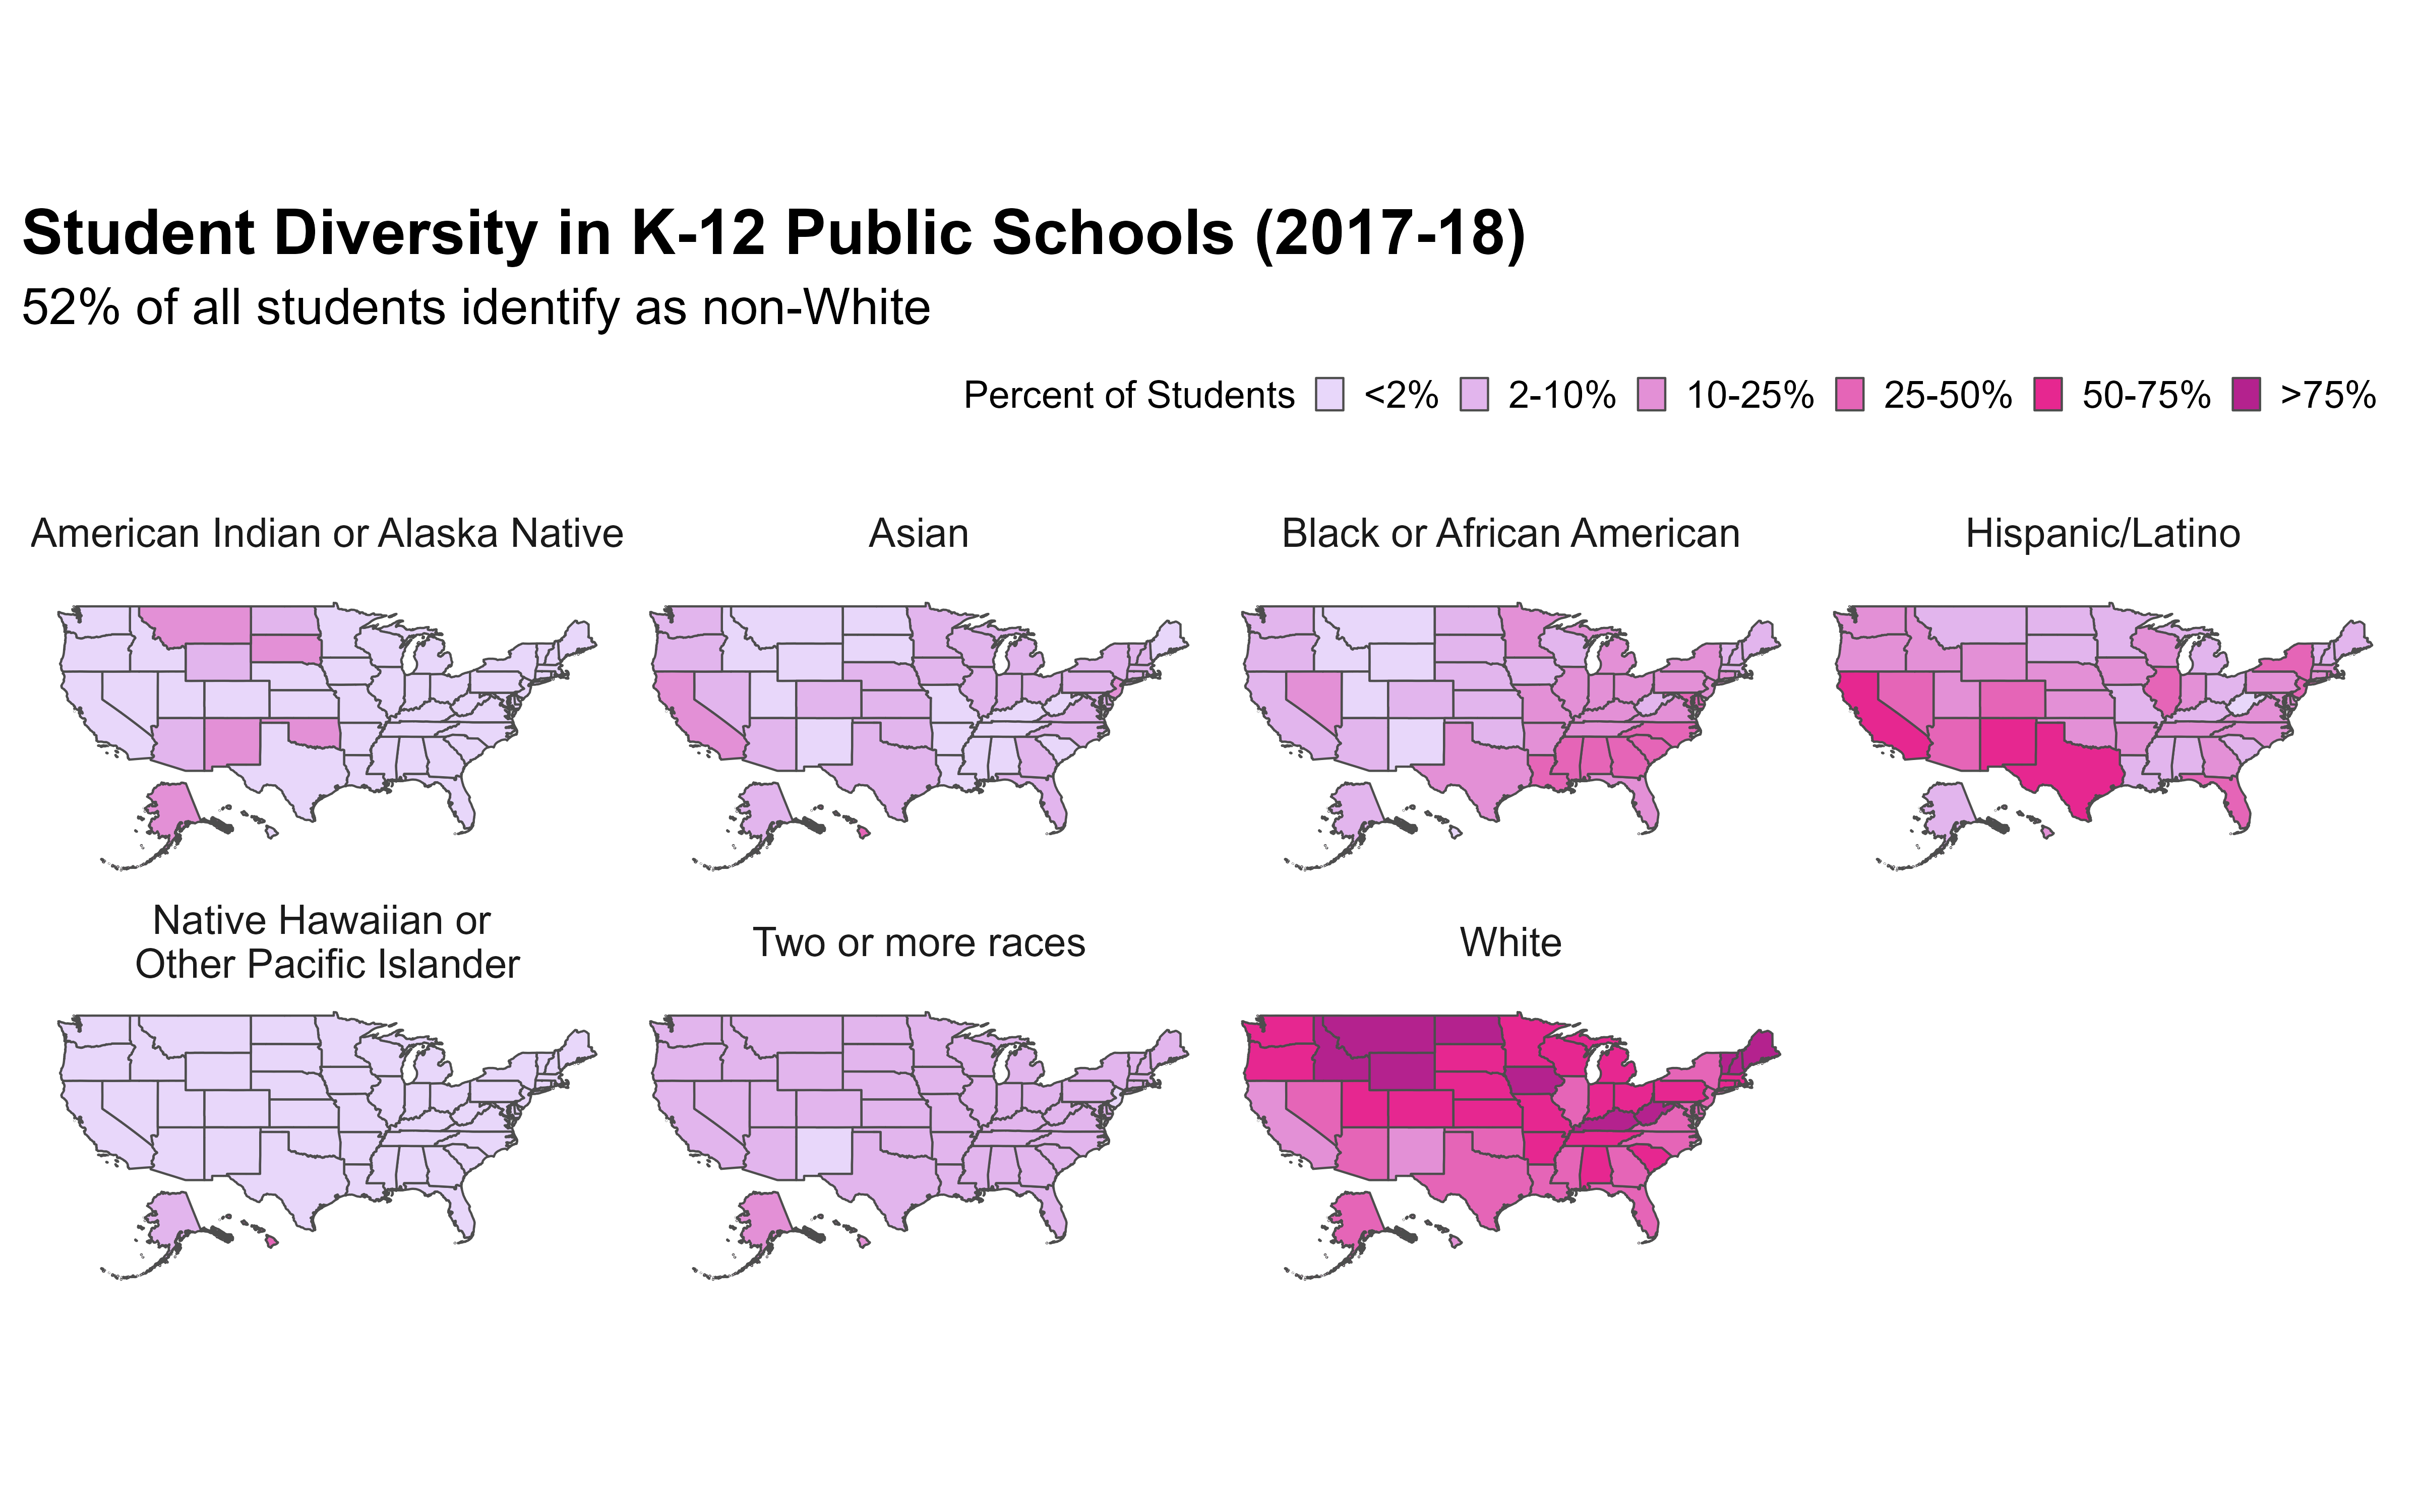 Student Diversity in K-12 Public Schools (2017-18)
52% of all students identify as non-White
Percent of Students <2% 2-10% 10-25% 25-50% 50-75% >75%
American Indian or Alaska Native
Asian
Black or African American
Hispanic/Latino
Native Hawaiian or
Other Pacific Islander
Two or more races
White